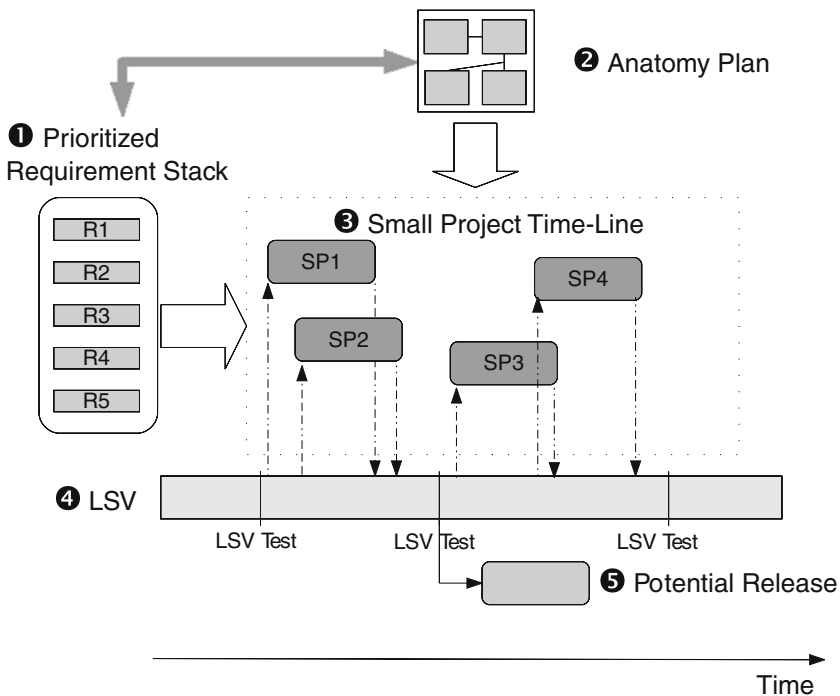 ❷ Anatomy Plan
❶ Prioritized
Requirement Stack
R1
R2
R3
R4
R5
❸ Small Project Time-Line
SP1
SP2
SP3
SP4
❹ LSV
LSV Test
LSV Test
LSV Test
❺ Potential Release
Time